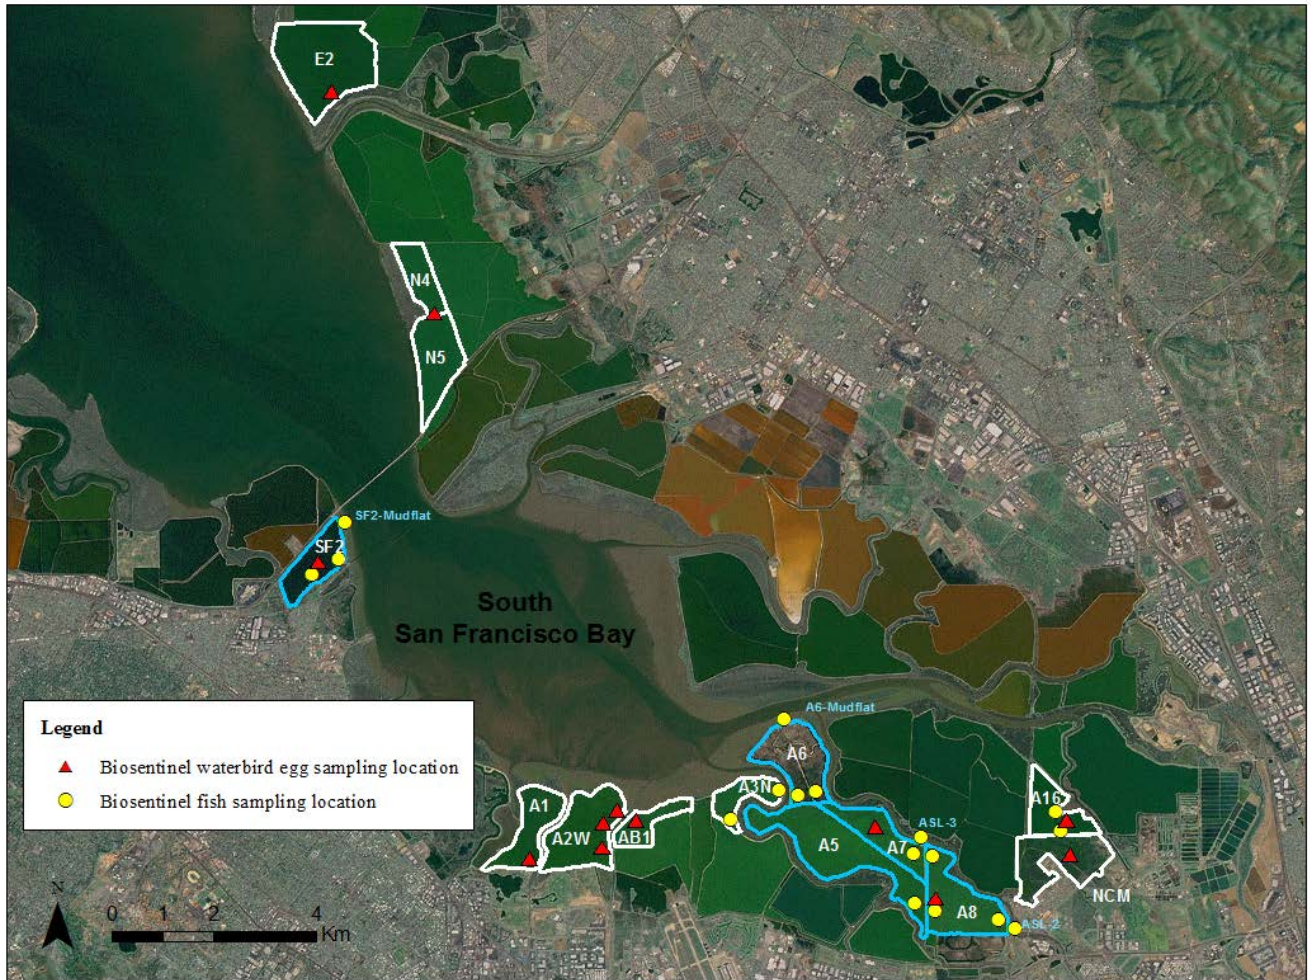 E2
N4
N5
SF2-Mudflat
SF2
South
San Francisco Bay
A6-Mudflat
A6
A3N
A16
A1
A2W
AB1
A5
A7
ASL-3
NCM
A8
ASL-2
Legend
Biosentinel waterbird egg sampling location
Biosentinel fish sampling location
N
0 1 2 4
Km